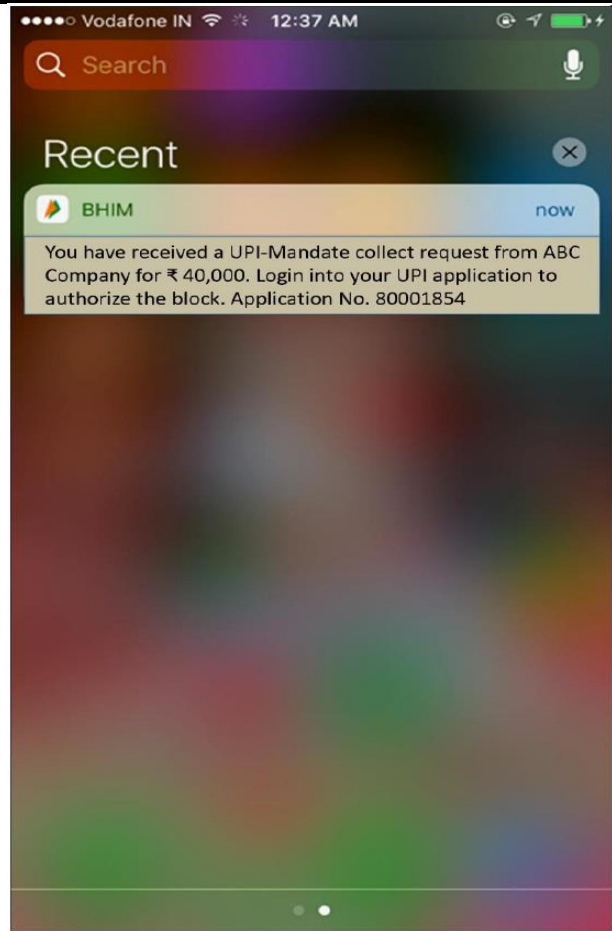 Vodafone IN 12:37 AM
Search
Recent
BHIM now
You have received a UPI-Mandate collect request from ABC
Company for ₹ 40,000. Login into your UPI application to
authorize the block. Application No. 80001854